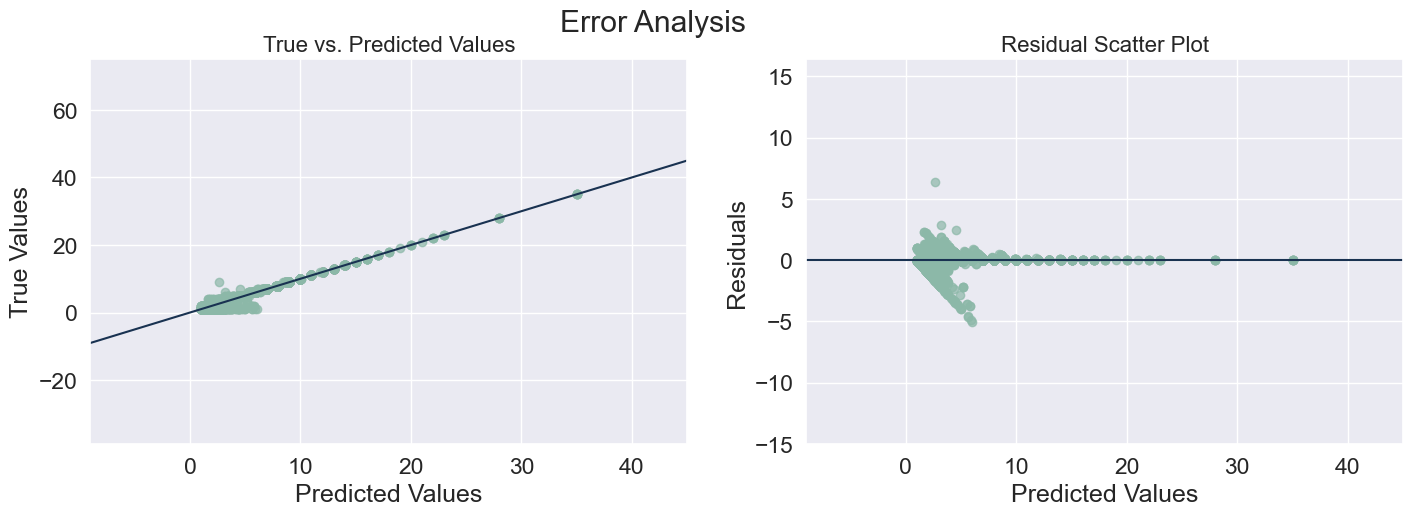 Error Analysis
True vs. Predicted Values
True Values
60
40
20
0
−20
0 10 20 30 40
Predicted Values
Residual Scatter Plot
Residuals
15
10
5
0
−5
−10
−15
0 10 20 30 40
Predicted Values